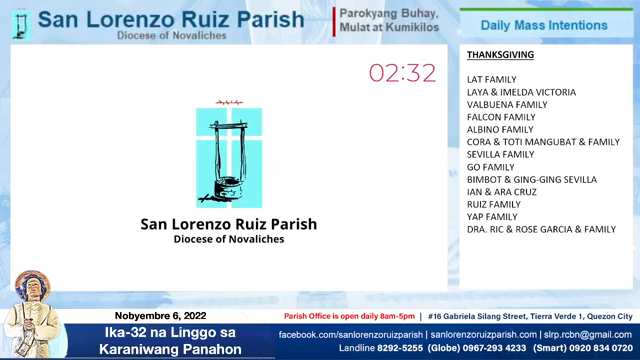 San Lorenzo Ruiz Parish
Diocese of Novaliches
Parokyang Buhay,
Mulat at Kumikilos
Daily Mass Intentions
02:32
San Lorenzo Ruiz Parish
Diocese of Novaliches
THANKSGIVING
LAT FAMILY
LAYA & IMELDA VICTORIA
VALBUENA FAMILY
FALCON FAMILY
ALBINO FAMILY
CORA & TOTI MANGUBAT & FAMILY
SEVILLA FAMILY
GO FAMILY
BIMBOT & GING-GING SEVILLA
IAN & ARA CRUZ
RUIZ FAMILY
YAP FAMILY
DRA. RIC & ROSE GARCIA & FAMILY
Nobyembre 6, 2022
Parish Office is open daily 8am-5pm | #16 Gabriela Silang Street, Tierra Verde 1, Quezon City
Ika-32 na Linggo sa
Karaniwang Panahon
facebook.com/sanlorenzoruizparish | sanlorenzoruizparish.com | slrp.rcbn@gmail.com
Landline 8292-5255 (Globe) 0967-293 4233 (Smart) 0920 834 0720